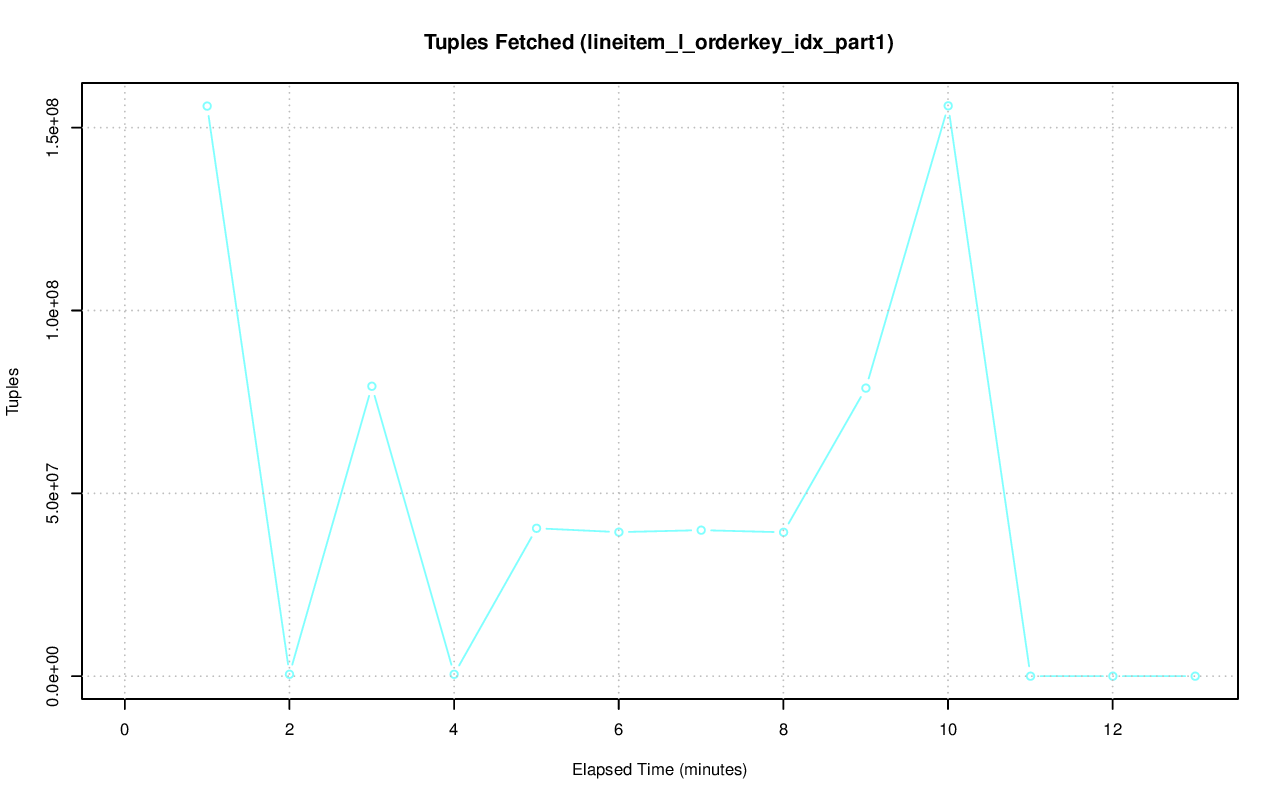 Tuples Fetched (lineitem_l_orderkey_idx_part1)
1.5e+08
1.0e+08
5.0e+07
0.0e+00
Tuples
0 2 4 6 8 10 12
Elapsed Time (minutes)